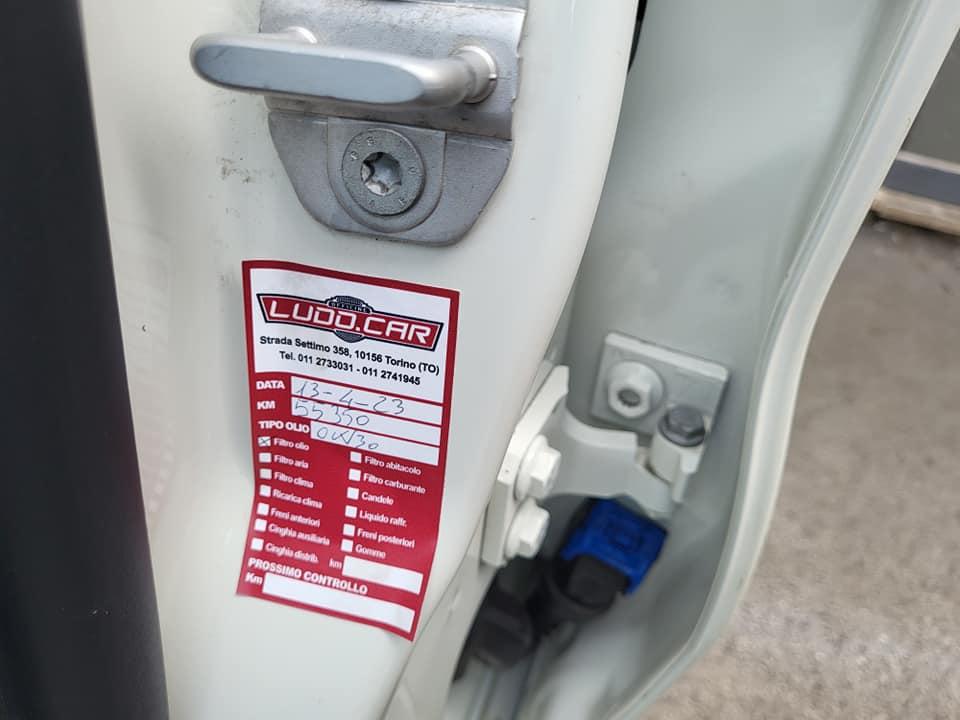 OFFICINE
LUDO.CAR
Strada Settimo 358, 10156 Torino (TO)
Tel. 011 2733031 - 011 2741945
DATA 13-4-23
KM 55350
TIPO OLIO 0W30
Filtro olio Filtro abitacolo
Filtro aria Filtro carburante
Filtro clima Candele
Ricarica clima Liquido raffr.
Freni anteriori Freni posteriori
Cinghia ausiliaria Gomme
Cinghia distrib. km
PROSSIMO CONTROLLO
Km